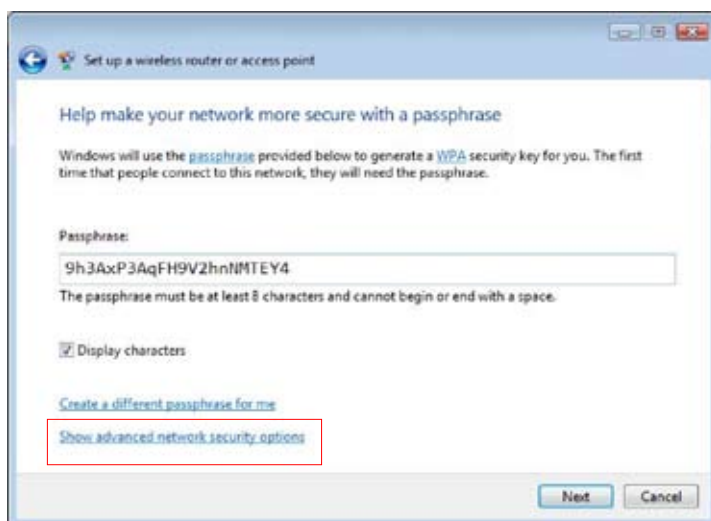 Set up a wireless router or access point
Help make your network more secure with a passphrase
Windows will use the passphrase provided below to generate a WPA security key for you. The first
time that people connect to this network, they will need the passphrase.
Passphrase:
9h3AxP3AqFH9V2hnNMTEY4
The passphrase must be at least 8 characters and cannot begin or end with a space.
Display characters
Create a different passphrase for me
Show advanced network security options
Next Cancel